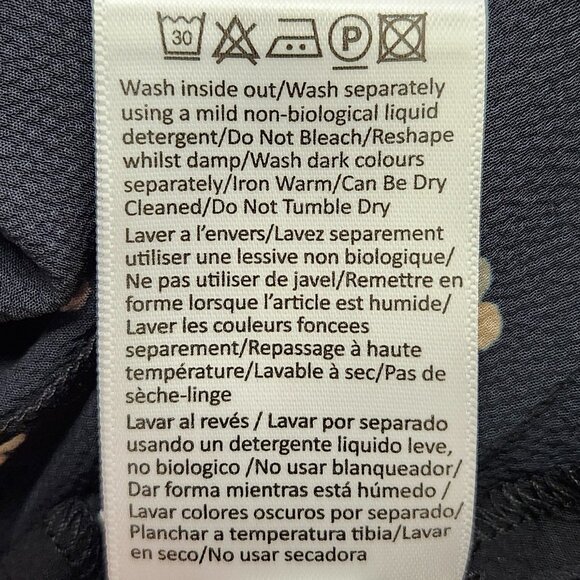 30 P
Wash inside out/Wash separately
using a mild non-biological liquid
detergent/Do Not Bleach/Reshape
whilst damp/Wash dark colours
separately/Iron Warm/Can Be Dry
Cleaned/Do Not Tumble Dry
Laver a l'envers/Lavez separement
utiliser une lessive non biologique/
Ne pas utiliser de javel/Remettre en
forme lorsque l'article est humide/
Laver les couleurs foncees
separement/Repassage à haute
température/Lavable à sec/Pas de
sèche-linge
Lavar al revés / Lavar por separado
usando un detergente liquido leve,
no biologico /No usar blanqueador/
Dar forma mientras está húmedo /
Lavar colores oscuros por separado/
Planchar a temperatura tibia/Lavar
en seco/No usar secadora